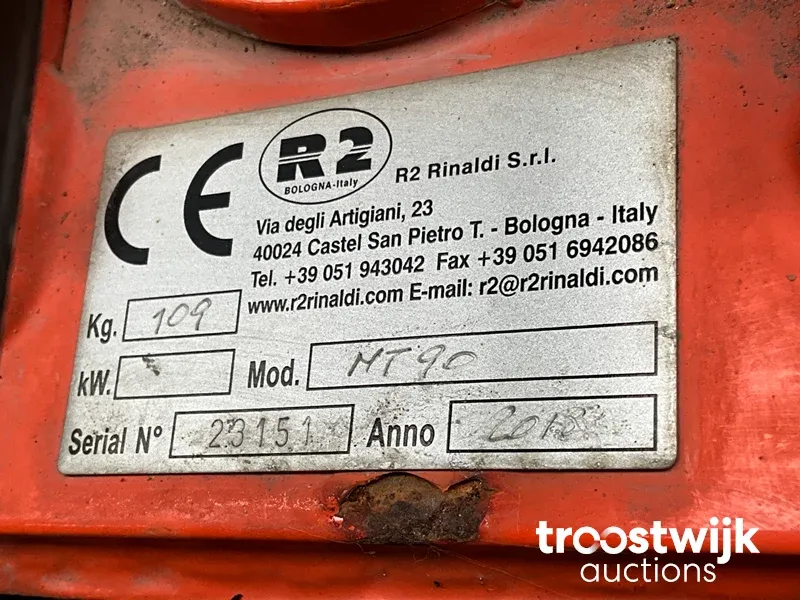 CE
R2
BOLOGNA-Italy
R2 Rinaldi S.r.l.
Via degli Artigiani, 23
40024 Castel San Pietro T. - Bologna - Italy
Tel. +39 051 943042 Fax +39 051 6942086
www.r2rinaldi.com E-mail: r2@r2rinaldi.com
Kg. 109
kW.
Mod. MT90
Serial N° 23151
Anno 2018
troostwijk
auctions